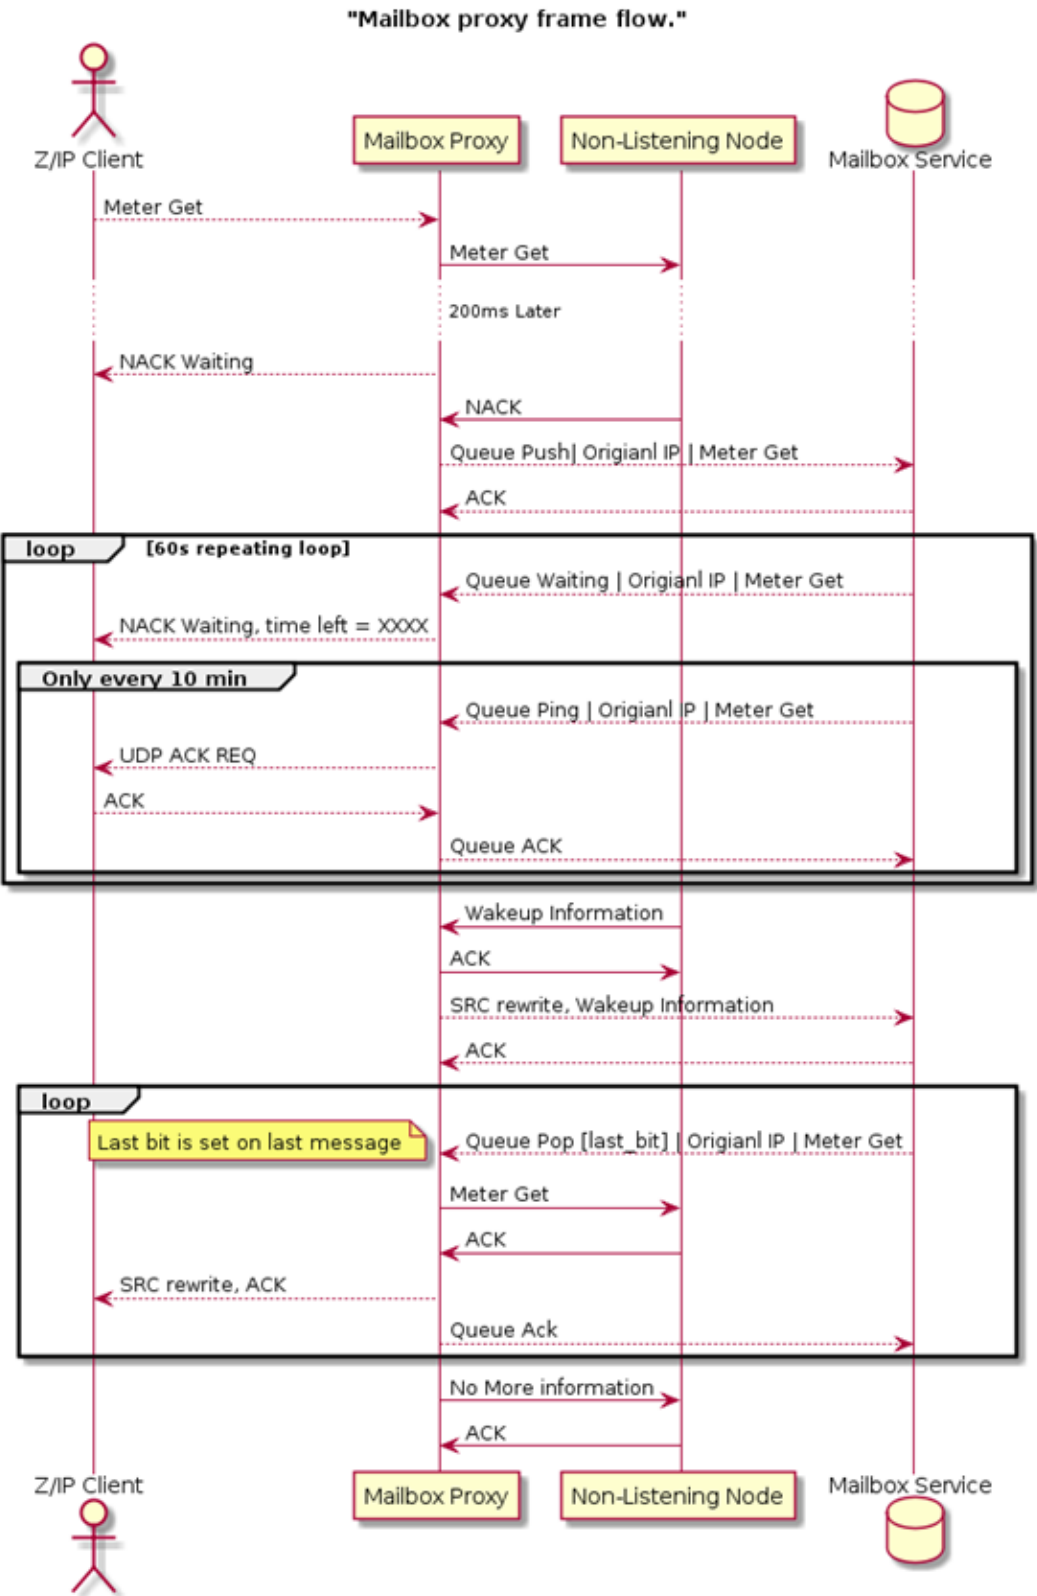 "Mailbox proxy frame flow."
Z/IP Client
Mailbox Proxy
Non-Listening Node
Mailbox Service
Meter Get
Meter Get
200ms Later
NACK Waiting
NACK
Queue Push| Origianl IP | Meter Get
ACK
loop
[60s repeating loop]
Queue Waiting | Origianl IP | Meter Get
NACK Waiting, time left = XXXX
Only every 10 min
Queue Ping | Origianl IP | Meter Get
UDP ACK REQ
ACK
Queue ACK
Wakeup Information
ACK
SRC rewrite, Wakeup Information
ACK
loop
Last bit is set on last message
Queue Pop [last_bit] | Origianl IP | Meter Get
Meter Get
ACK
SRC rewrite, ACK
Queue Ack
No More information
ACK
Z/IP Client
Mailbox Proxy
Non-Listening Node
Mailbox Service